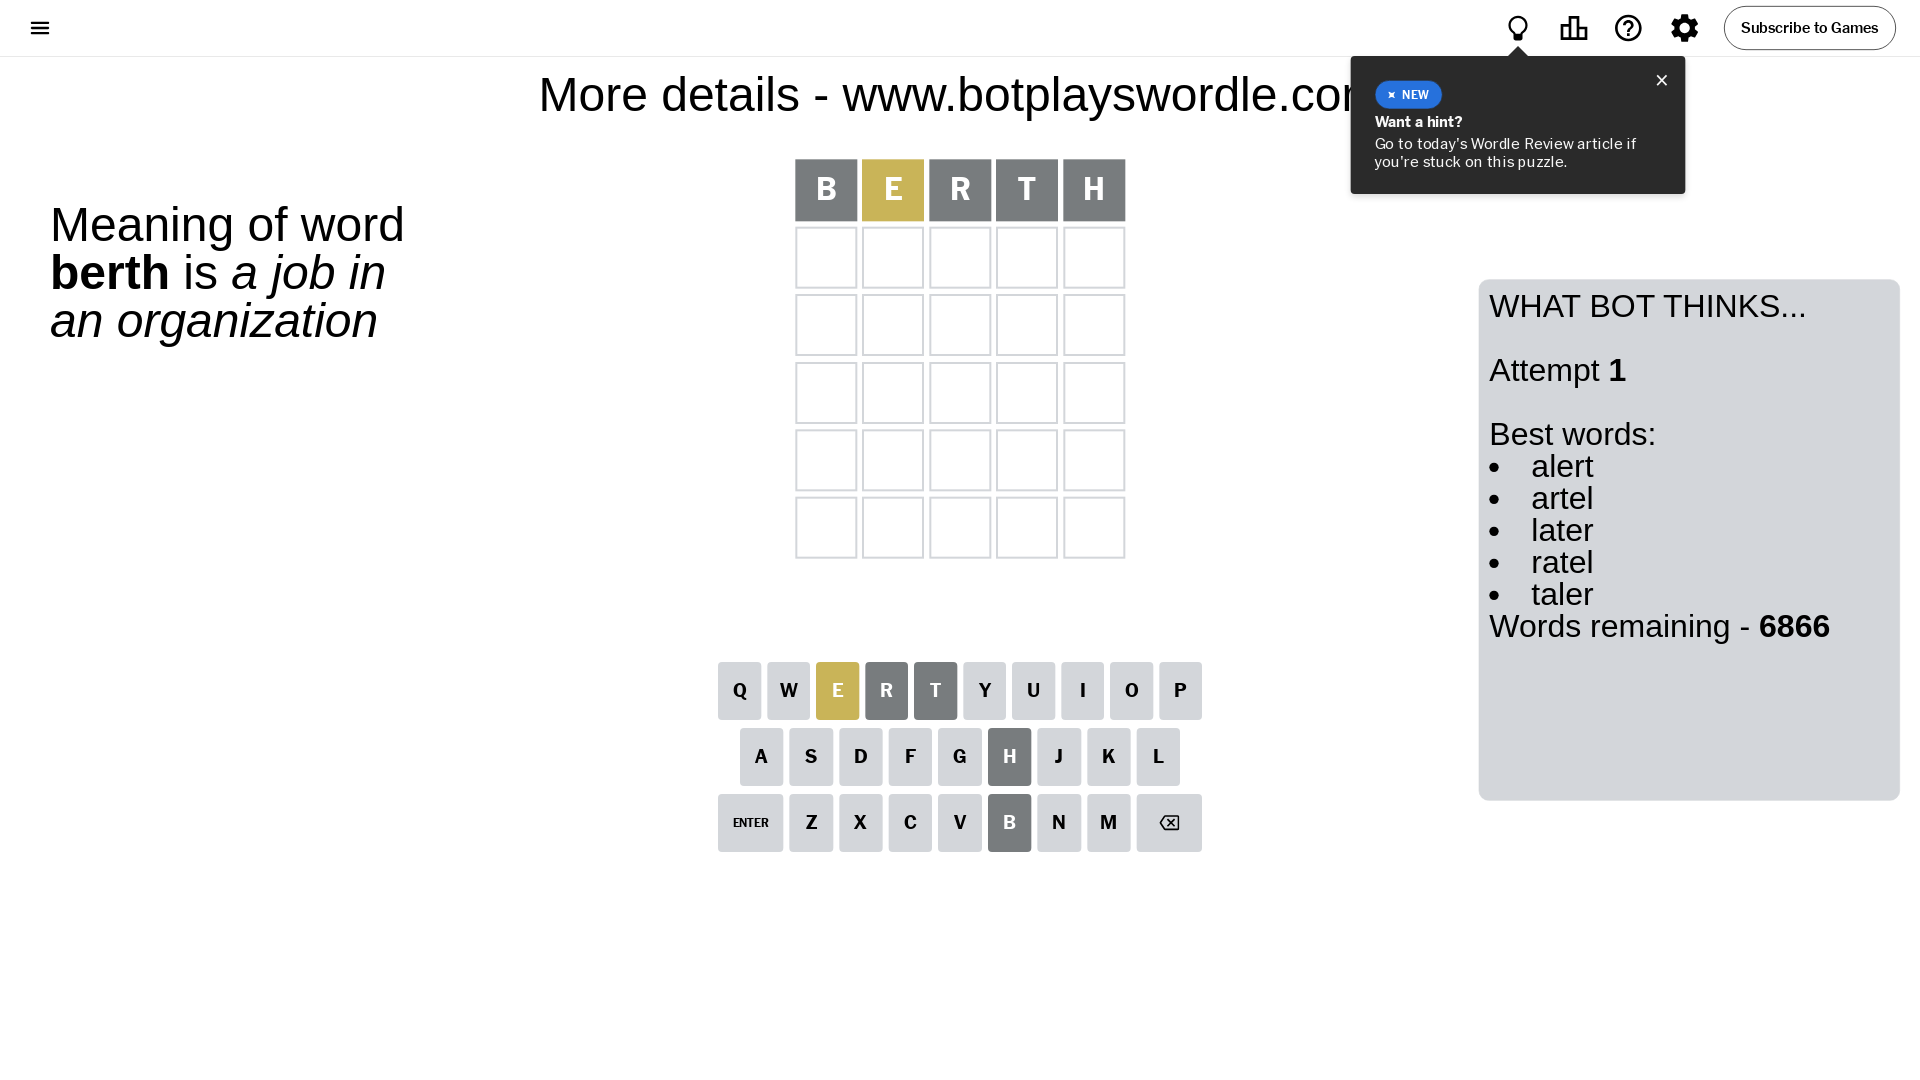 Subscribe to Games
More details - www.botplayswordle.co
NEW
Want a hint?
Go to today's Wordle Review article if
you're stuck on this puzzle.
B E R T H
Meaning of word
berth is a job in
an organization
WHAT BOT THINKS...
Attempt 1
Best words:
• alert
• artel
• later
• ratel
• taler
Words remaining - 6866
Q W E R T Y U I O P
A S D F G H J K L
ENTER Z X C V B N M